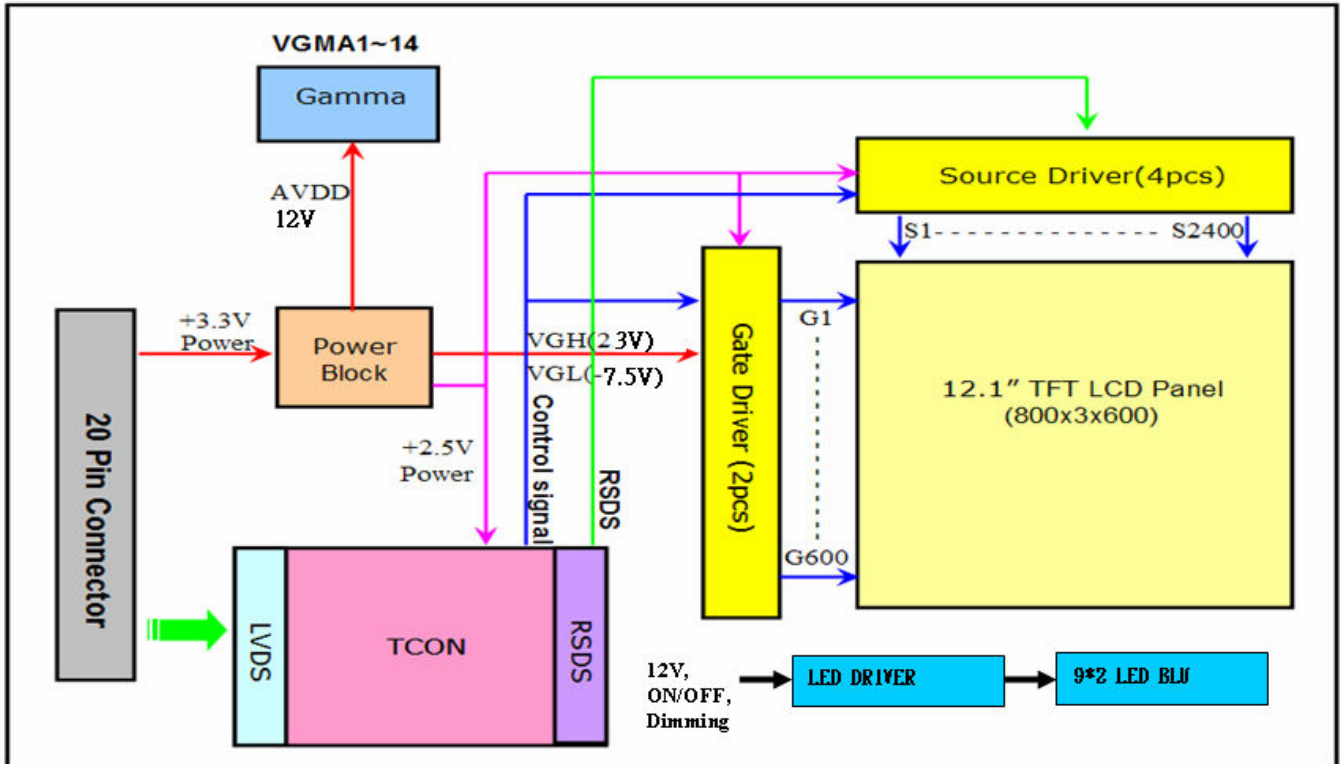 VGMA1~14
Gamma
AVDD
12V
Source Driver(4pcs)
S1- - - - - - - - - - - - - - S2400
+3.3V
Power
Power
Block
VGH(23V)
VGL(-7.5V)
G1
Gate Driver (2pcs)
12.1" TFT LCD Panel
(800x3x600)
20 Pin Connector
+2.5V
Power
Control signal
RSDS
G600
LVDS
TCON
RSDS
12V,
ON/OFF,
Dimming
LED DRIVER
9*2 LED BLU